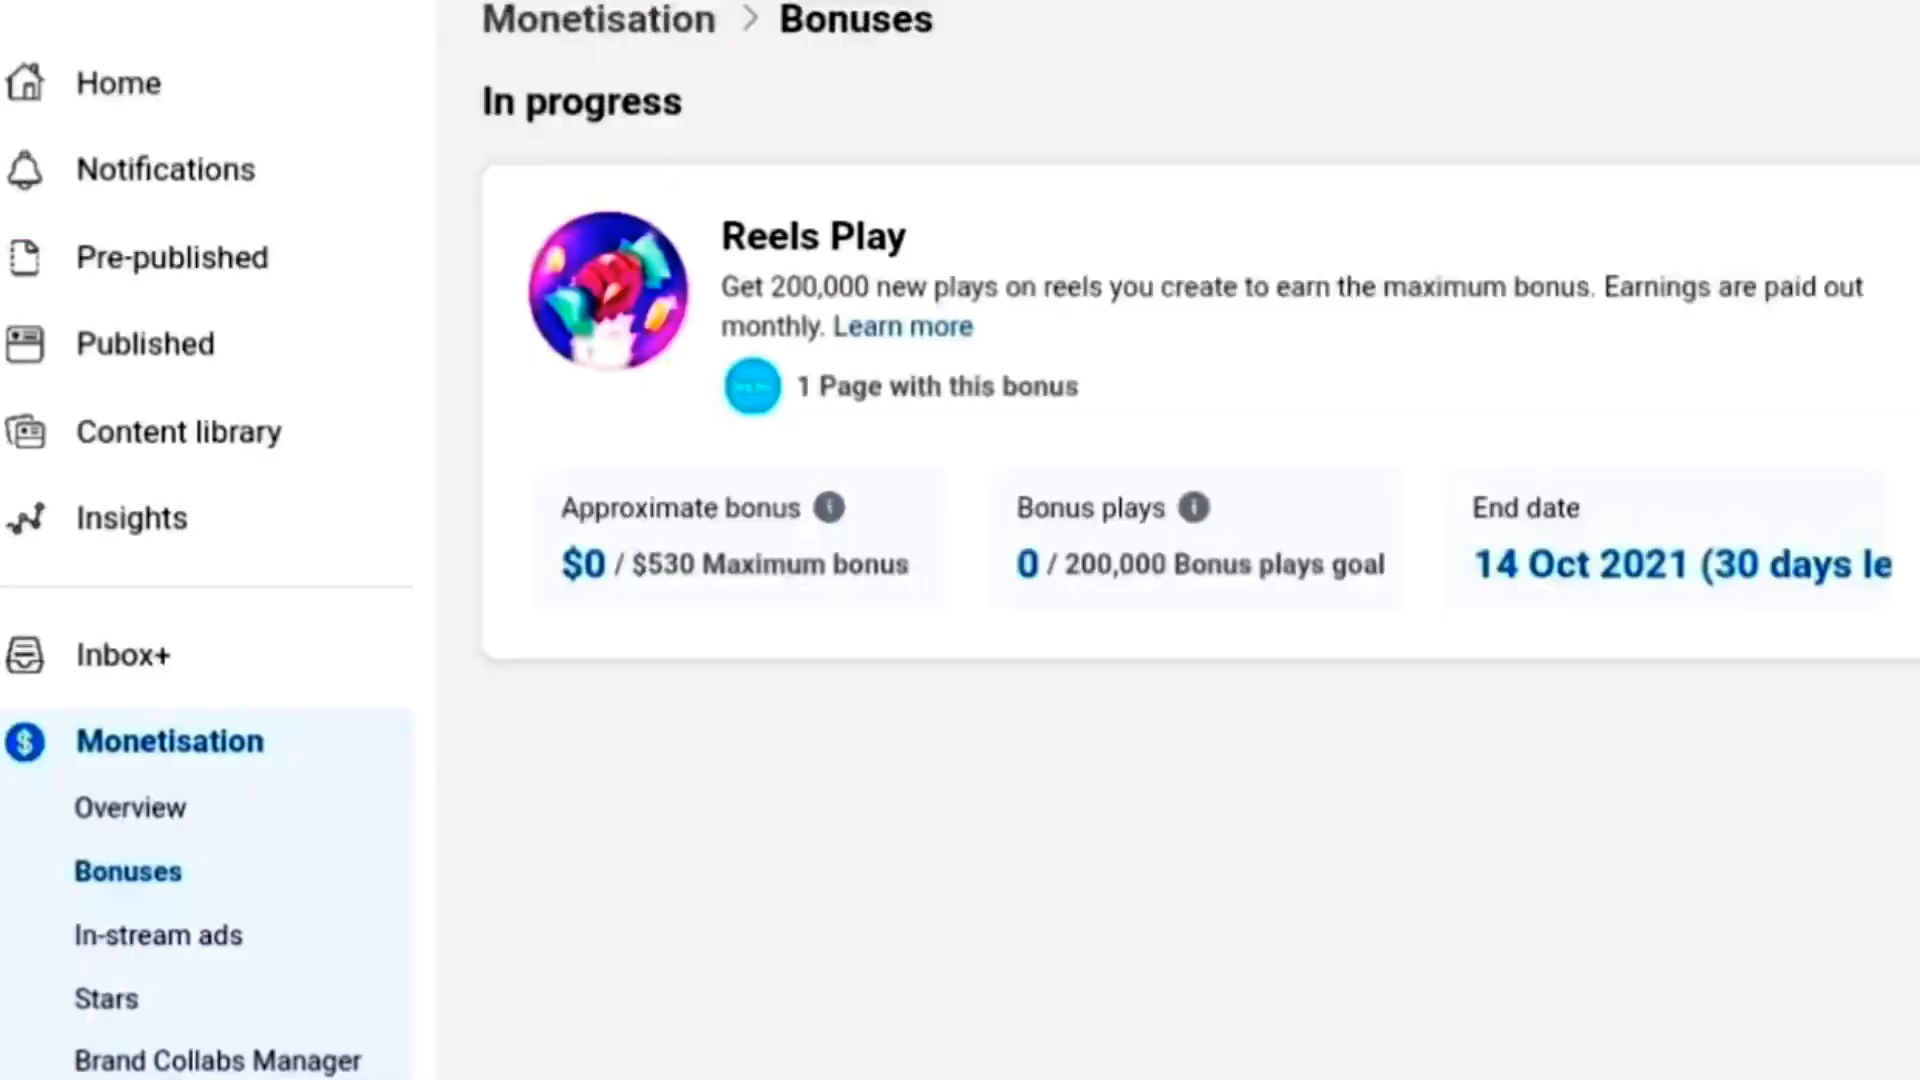 Monetisation > Bonuses
Home
Notifications
Pre-published
Published
Content library
Insights
Inbox+
Monetisation
Overview
Bonuses
In-stream ads
Stars
Brand Collabs Manager
In progress
Reels Play
Get 200,000 new plays on reels you create to earn the maximum bonus. Earnings are paid out
monthly. Learn more
1 Page with this bonus
Approximate bonus
$0 / $530 Maximum bonus
Bonus plays
0 / 200,000 Bonus plays goal
End date
14 Oct 2021 (30 days le